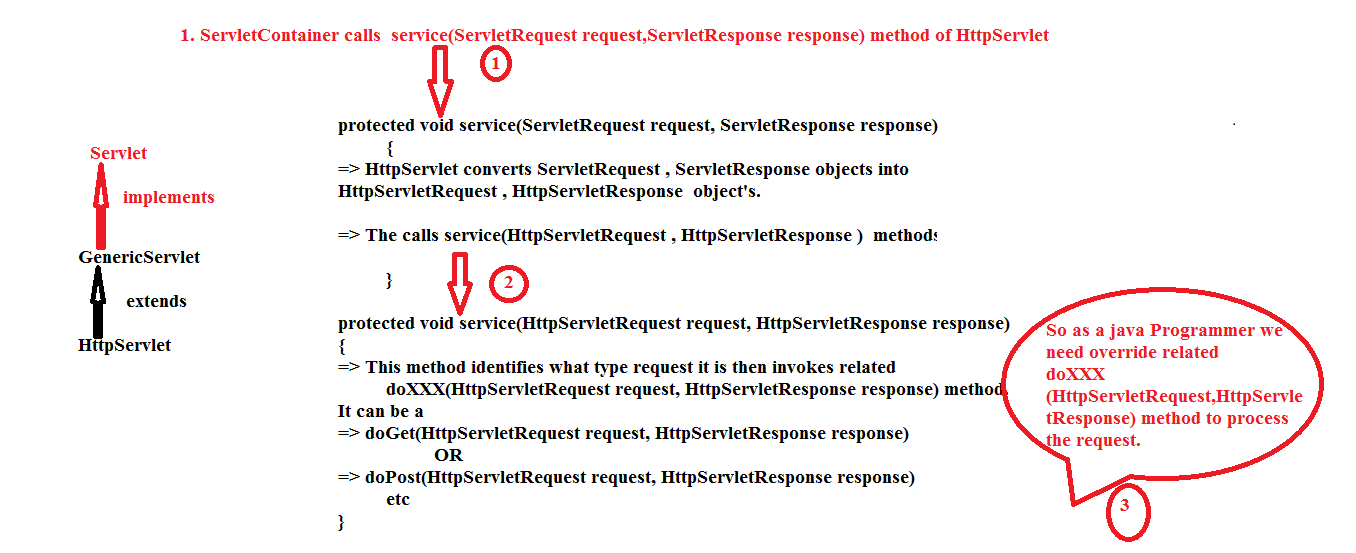 1. ServletContainer calls service(ServletRequest request,ServletResponse response) method of HttpServlet
1
protected void service(ServletRequest request, ServletResponse response)
{
=> HttpServlet converts ServletRequest , ServletResponse objects into
HttpServletRequest , HttpServletResponse object's.
=> The calls service(HttpServletRequest , HttpServletResponse ) methods
}
2
Servlet
implements
GenericServlet
extends
HttpServlet
protected void service(HttpServletRequest request, HttpServletResponse response)
{
=> This method identifies what type request it is then invokes related
doXXX(HttpServletRequest request, HttpServletResponse response) method.
It can be a
=> doGet(HttpServletRequest request, HttpServletResponse response)
OR
=> doPost(HttpServletRequest request, HttpServletResponse response)
etc
}
So as a java Programmer we
need override related
doXXX
(HttpServletRequest,HttpServle
tResponse) method to process
the request.
3